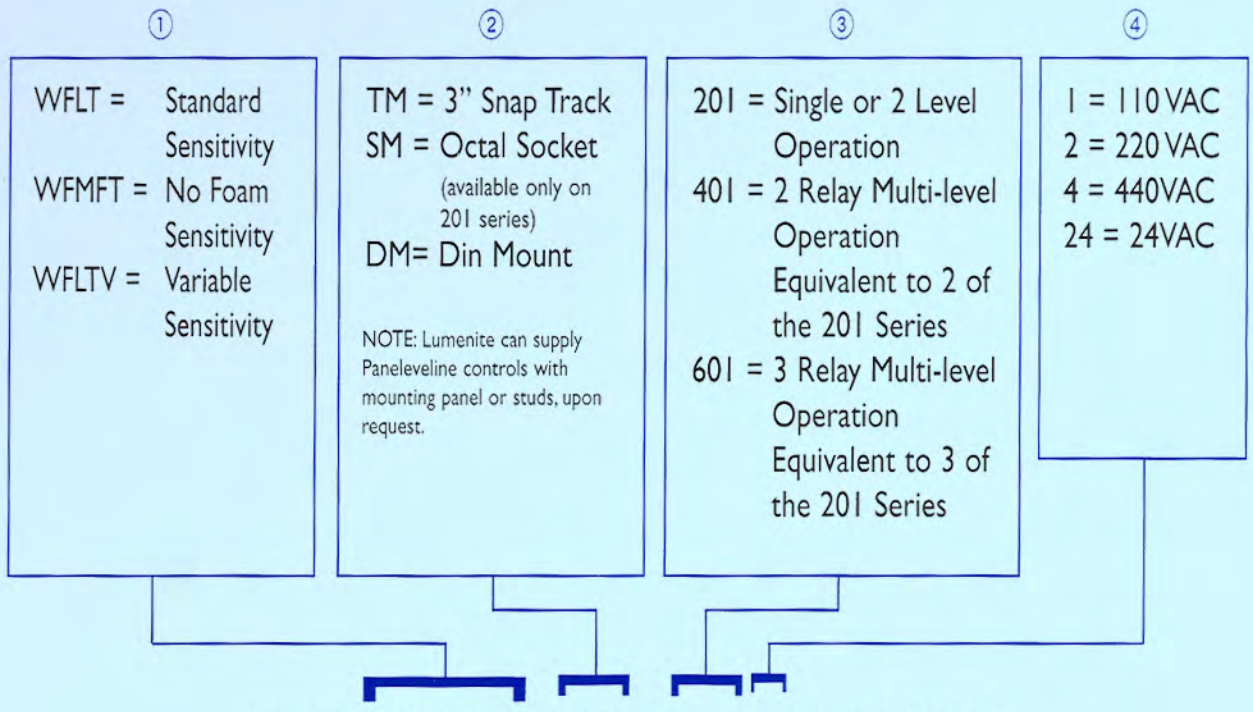 ①
②
③
④
WFLT = Standard
Sensitivity
WFMFT = No Foam
Sensitivity
WFLTV = Variable
Sensitivity
TM = 3” Snap Track
SM = Octal Socket
(available only on
201 series)
DM= Din Mount
NOTE: Lumenite can supply
Paneleveline controls with
mounting panel or studs, upon
request.
201 = Single or 2 Level
Operation
401 = 2 Relay Multi-level
Operation
Equivalent to 2 of
the 201 Series
601 = 3 Relay Multi-level
Operation
Equivalent to 3 of
the 201 Series
1 = 110 VAC
2 = 220 VAC
4 = 440VAC
24 = 24VAC